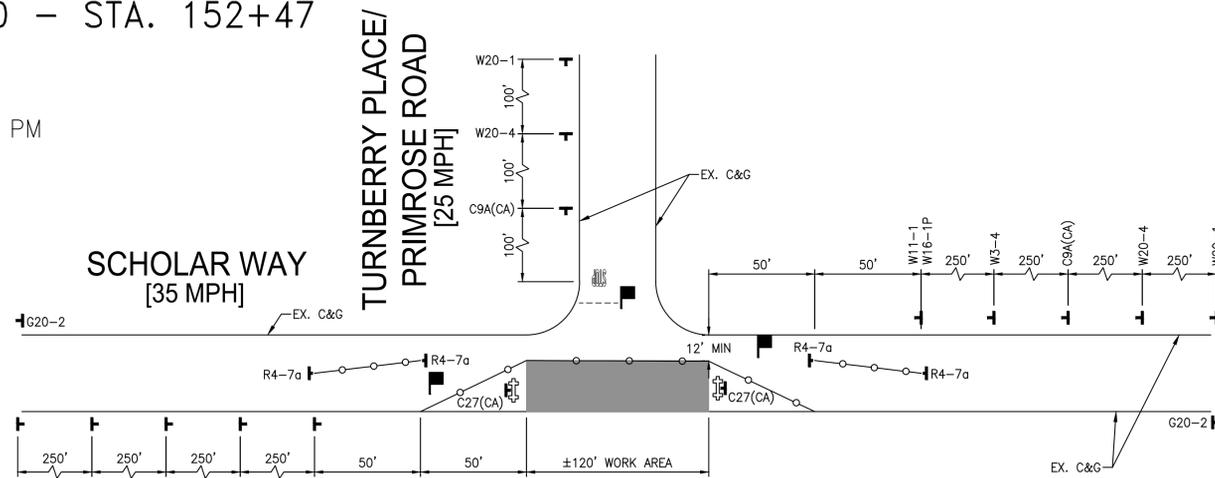 0 - STA. 152+47
PM
TURNBERRY PLACE/
PRIMROSE ROAD
[25 MPH]
SCHOLAR WAY
[35 MPH]
W20-1
100'
W20-4
100'
C9A(CA)
100'
EX. C&G
G20-2
EX. C&G
R4-7a
R4-7a
C27(CA)
12' MIN
C27(CA)
R4-7a
R4-7a
50'
50'
W11-1
W16-1P
250'
W3-4
250'
C9A(CA)
250'
W20-4
250'
G20-2
EX. C&G
250'
250'
250'
250'
50'
50'
±120' WORK AREA